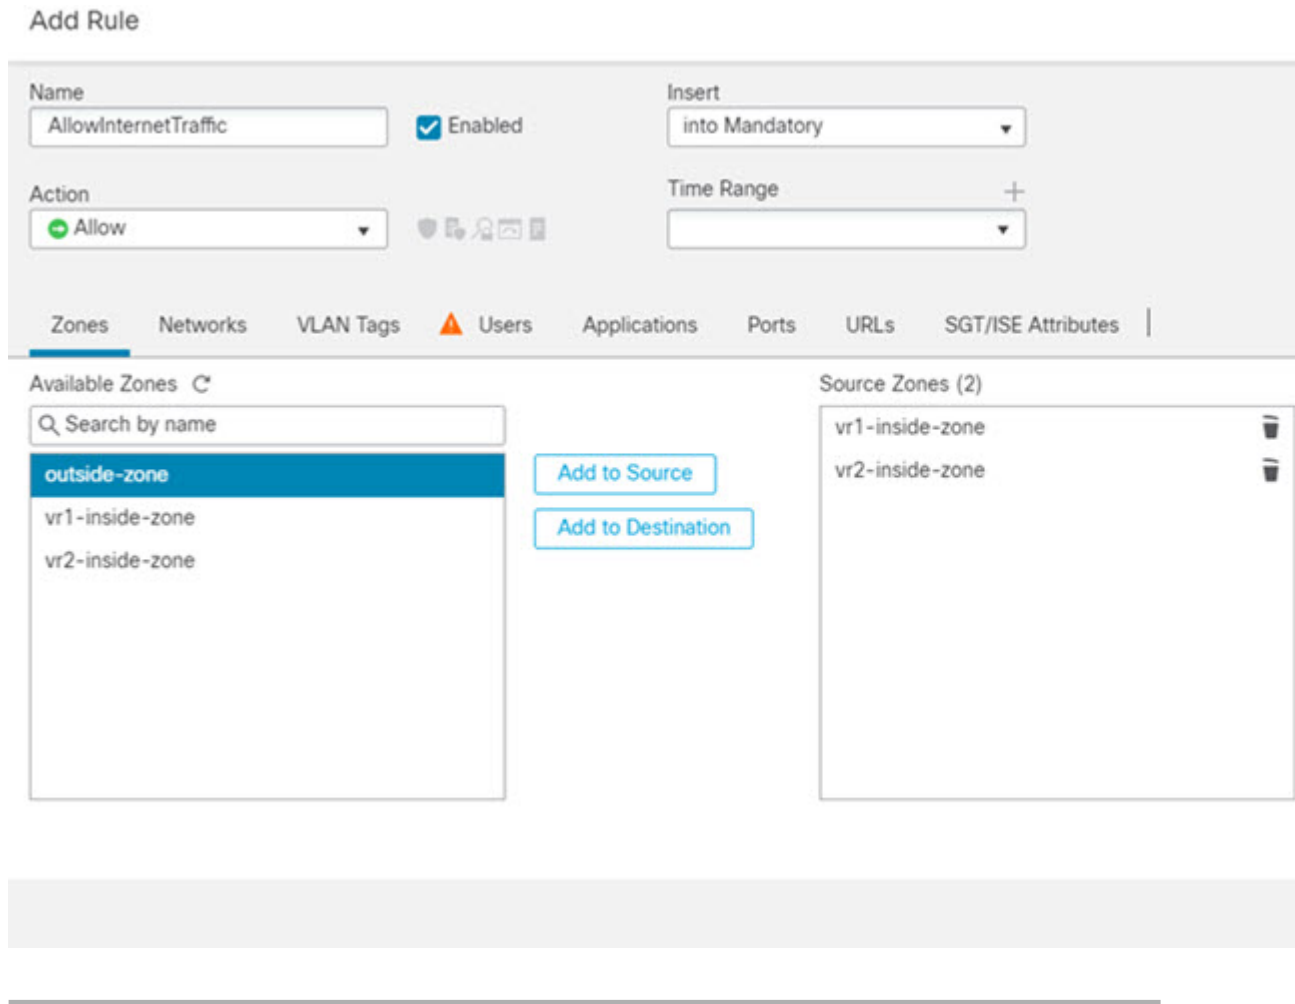 Add Rule
Name
AllowInternetTraffic
Enabled
Insert
into Mandatory
Action
Allow
Time Range
Zones Networks VLAN Tags Users Applications Ports URLs SGT/ISE Attributes
Available Zones
Search by name
outside-zone
vr1-inside-zone
vr2-inside-zone
Add to Source
Add to Destination
Source Zones (2)
vr1-inside-zone
vr2-inside-zone